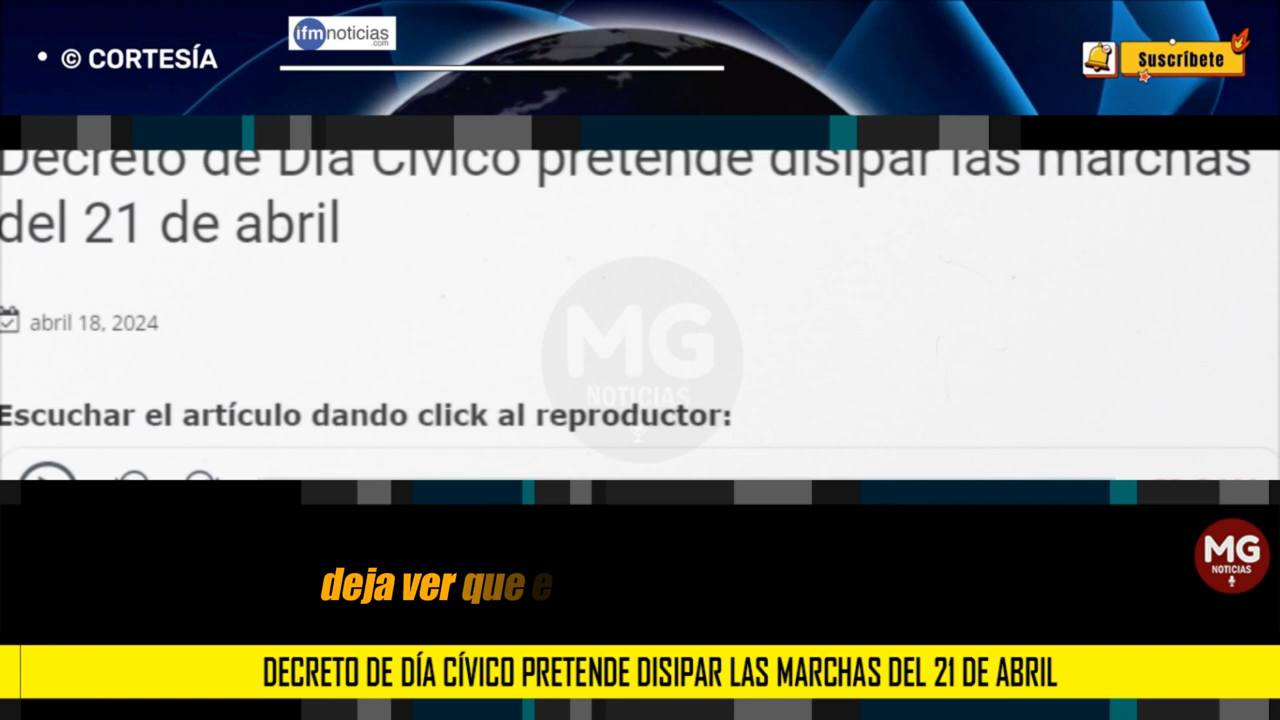 • © CORTESÍA
ifmnoticias
.com
Suscríbete
Decreto de Día Cívico pretende disipar las marchas
del 21 de abril
abril 18, 2024
MG
NOTICIAS
Escuchar el artículo dando click al reproductor:
MG
NOTICIAS
deja ver que e
DECRETO DE DÍA CÍVICO PRETENDE DISIPAR LAS MARCHAS DEL 21 DE ABRIL